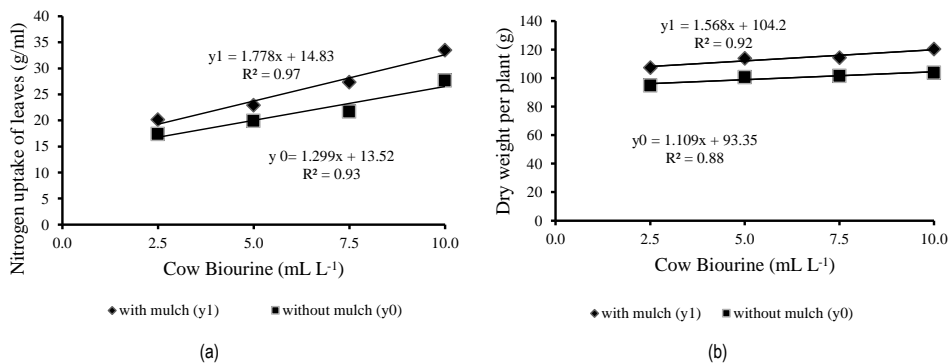 Nitrogen uptake of leaves (g/ml)
40
35
30
25
20
15
10
5
0
y1 = 1.778x + 14.83
R² = 0.97
y 0= 1.299x + 13.52
R² = 0.93
0.0 2.5 5.0 7.5 10.0
Cow Biourine (mL L⁻¹)
with mulch (y1) without mulch (y0)
(a)
Dry weight per plant (g)
140
120
100
80
60
40
20
0
y1 = 1.568x + 104.2
R² = 0.92
y0 = 1.109x + 93.35
R² = 0.88
0.0 2.5 5.0 7.5 10.0
Cow Biourine (mL L⁻¹)
with mulch (y1) without mulch (y0)
(b)